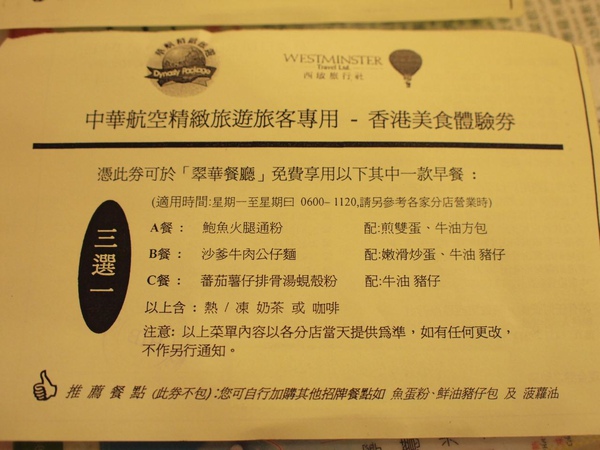 華航精緻旅遊
Dynasty Package
WESTMINSTER
Travel Ltd.
西敏旅行社
中華航空精緻旅遊旅客專用 - 香港美食體驗券
憑此券可於「翠華餐廳」免費享用以下其中一款早餐：
(適用時間:星期一至星期日 0600– 1120,請另參考各家分店營業時)
三選一
A餐： 鮑魚火腿通粉 配:煎雙蛋、牛油方包
B餐： 沙爹牛肉公仔麵 配:嫩滑炒蛋、牛油 豬仔
C餐： 蕃茄薯仔排骨湯蜆殼粉 配:牛油 豬仔
以上含：熱 / 凍 奶茶 或 咖啡
注意: 以上菜單內容以各分店當天提供為準，如有任何更改，
不作另行通知。
推薦餐點 (此券不包)：您可自行加購其他招牌餐點如 魚蛋粉、鮮油豬仔包 及 菠蘿油